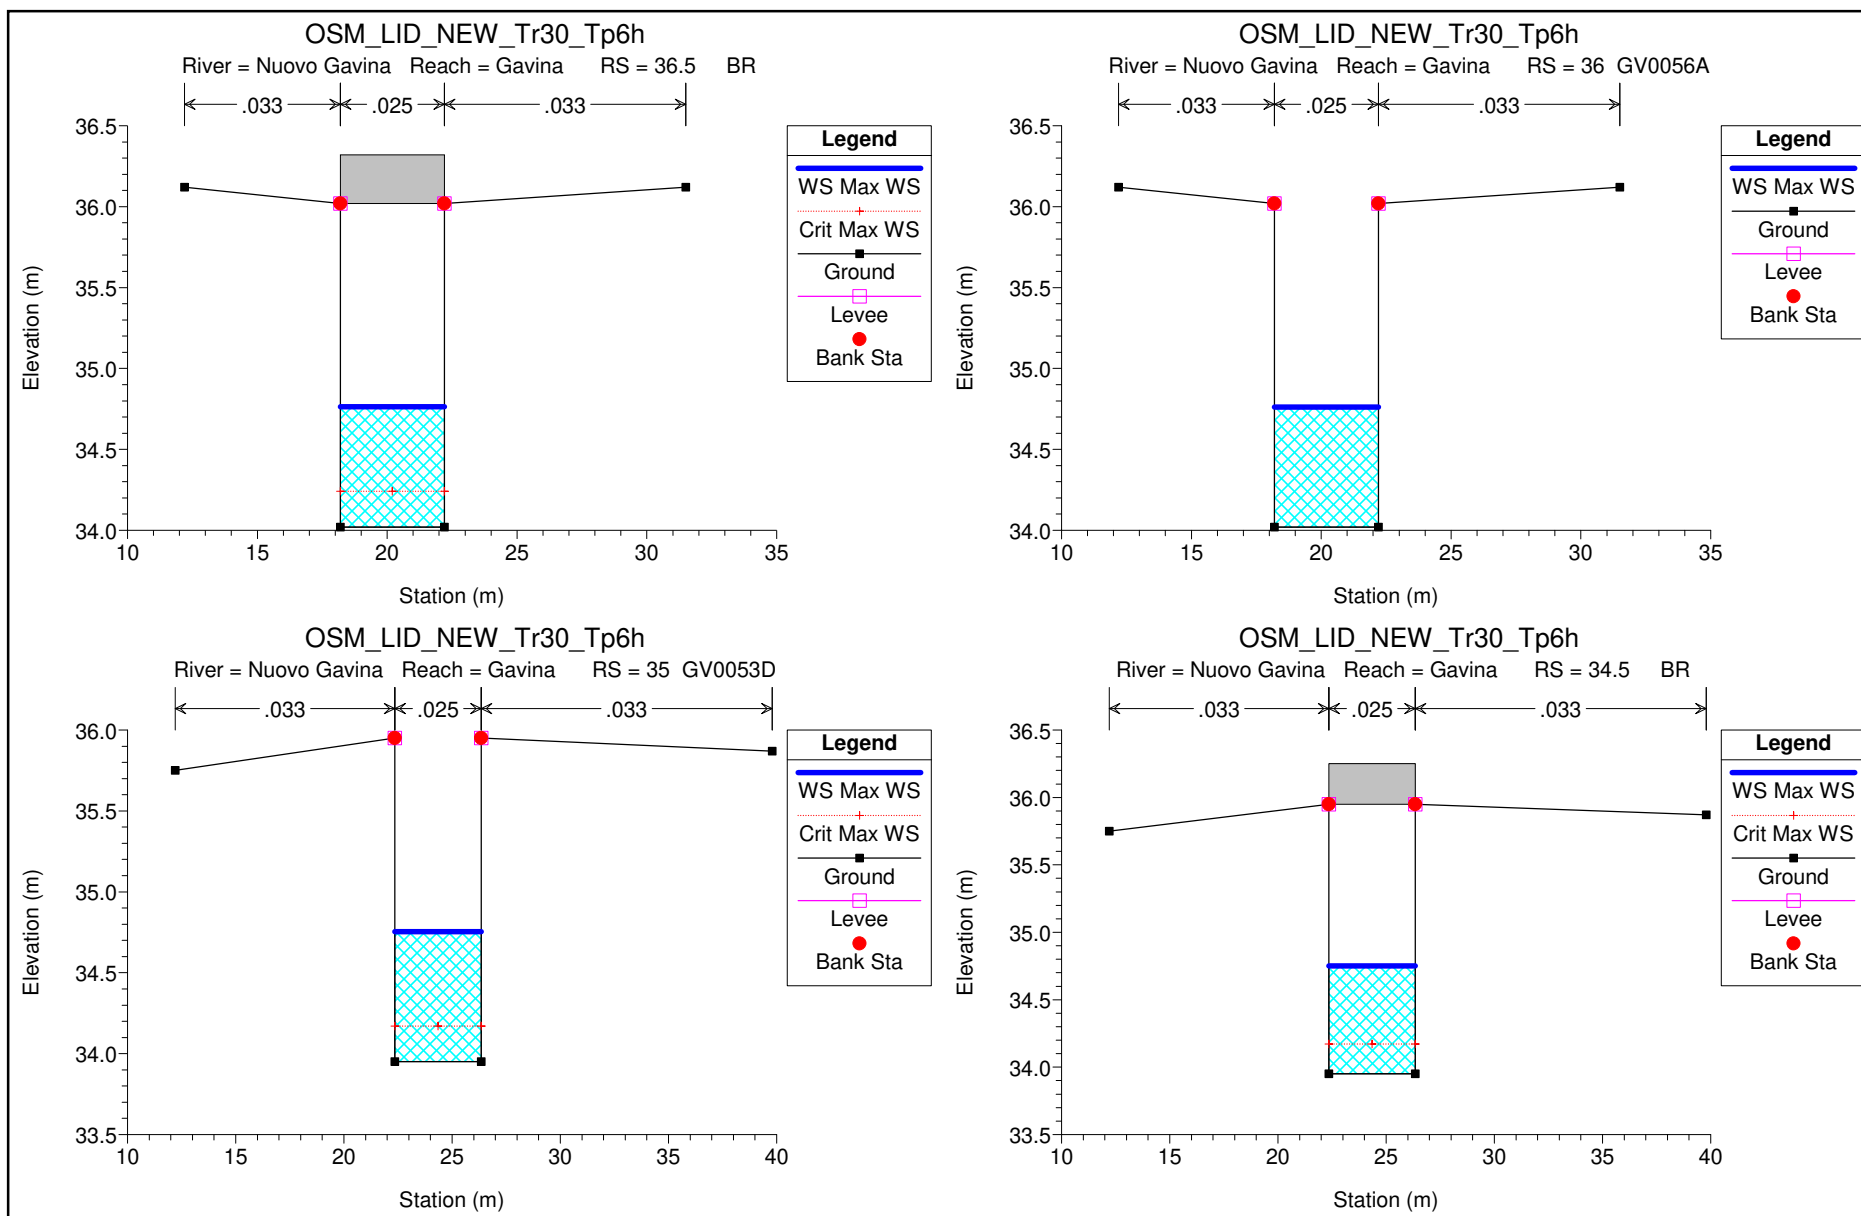 OSM_LID_NEW_Tr30_Tp6h
River = Nuovo Gavina Reach = Gavina RS = 36.5 BR
.033 .025 .033
36.5
36.0
35.5
35.0
34.5
34.0
Elevation (m)
10 15 20 25 30 35
Station (m)
Legend
WS Max WS
Crit Max WS
Ground
Levee
Bank Sta
OSM_LID_NEW_Tr30_Tp6h
River = Nuovo Gavina Reach = Gavina RS = 36 GV0056A
.033 .025 .033
36.5
36.0
35.5
35.0
34.5
34.0
Elevation (m)
10 15 20 25 30 35
Station (m)
Legend
WS Max WS
Ground
Levee
Bank Sta
OSM_LID_NEW_Tr30_Tp6h
River = Nuovo Gavina Reach = Gavina RS = 35 GV0053D
.033 .025 .033
36.0
35.5
35.0
34.5
34.0
33.5
Elevation (m)
10 15 20 25 30 35 40
Station (m)
Legend
WS Max WS
Crit Max WS
Ground
Levee
Bank Sta
OSM_LID_NEW_Tr30_Tp6h
River = Nuovo Gavina Reach = Gavina RS = 34.5 BR
.033 .025 .033
36.5
36.0
35.5
35.0
34.5
34.0
33.5
Elevation (m)
10 15 20 25 30 35 40
Station (m)
Legend
WS Max WS
Crit Max WS
Ground
Levee
Bank Sta